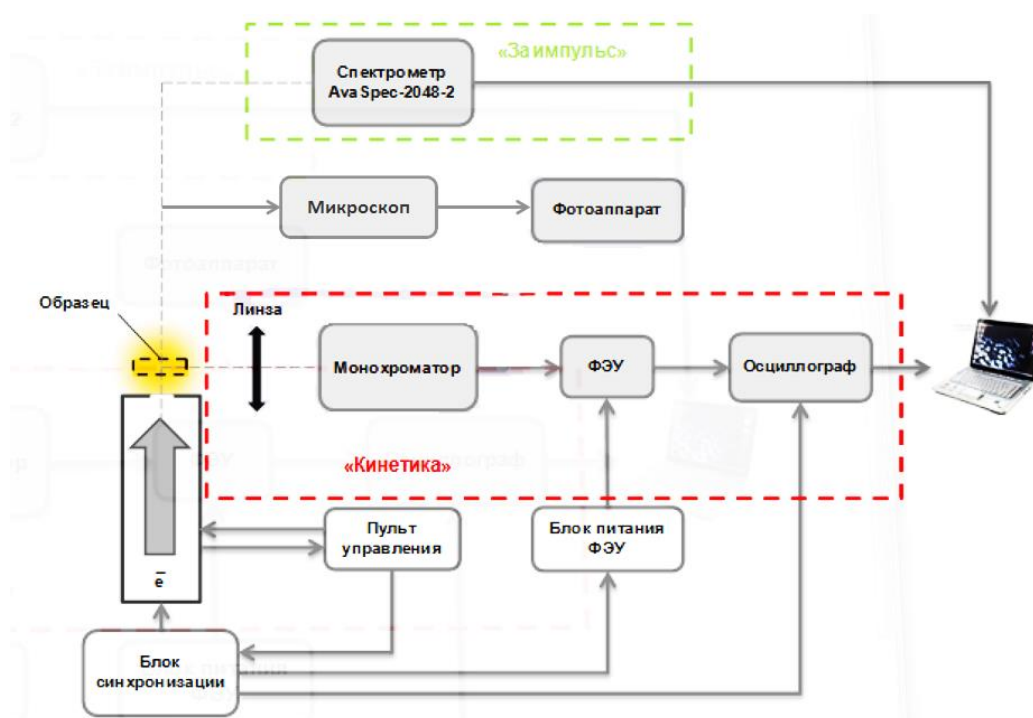 «За импульс»
Спектрометр
Ava Spec-2048-2
Микроскоп
Фотоаппарат
Образец
Линза
Монохроматор
ФЭУ
Осциллограф
«Кинетика»
Пульт
управления
Блок питания
ФЭУ
e̅
Блок
синхронизации